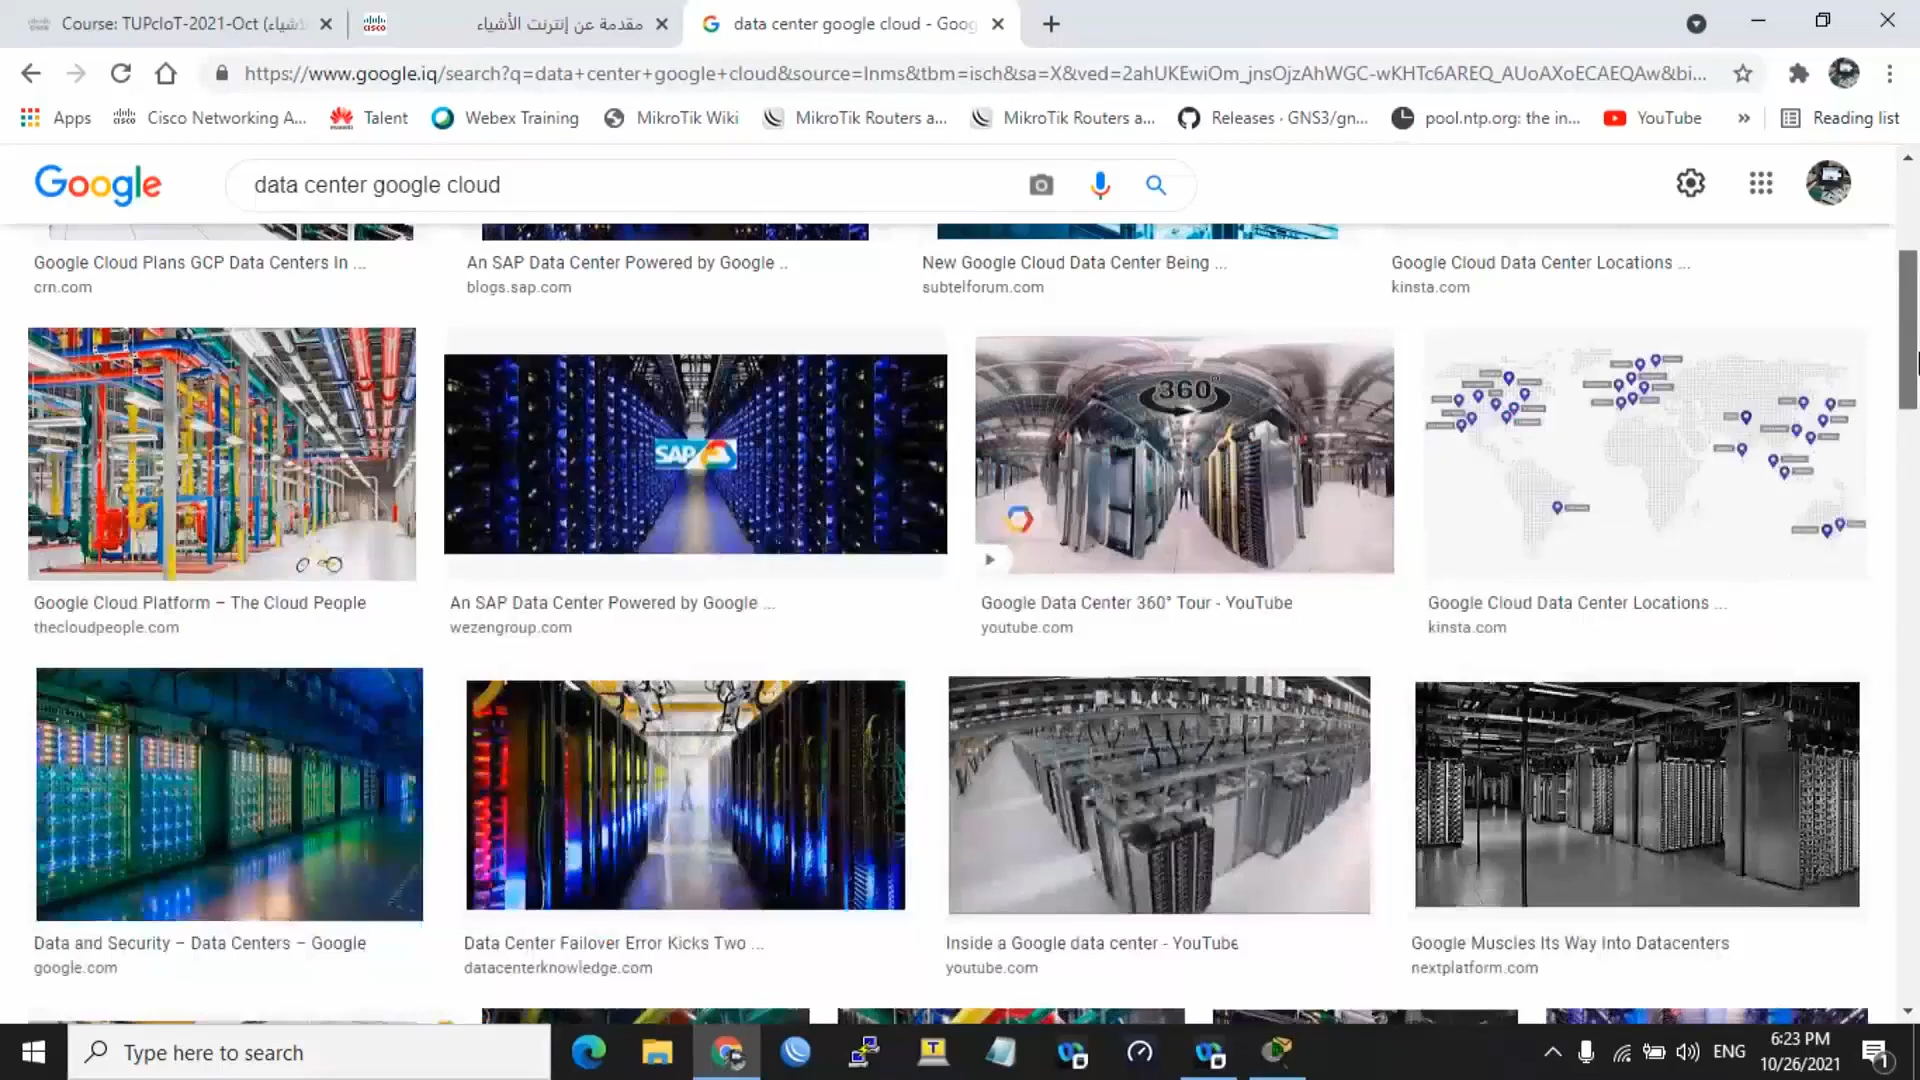 Course: TUPcIoT-2021-Oct
مقدمة عن إنترنت الأشياء
data center google cloud - Goog
https://www.google.iq/search?q=data+center+google+cloud&source=lnms&tbm=isch&sa=X&ved=2ahUKEwiOm_jnsOjzAhWGC-wKHTc6AREQ_AUoAXoECAEQAw&bi...
Apps
Cisco Networking A...
Talent
Webex Training
MikroTik Wiki
MikroTik Routers a...
MikroTik Routers a...
Releases · GNS3/gn...
pool.ntp.org: the in...
YouTube
»
Reading list
Google
data center google cloud
Google Cloud Plans GCP Data Centers In ...
crn.com
An SAP Data Center Powered by Google ..
blogs.sap.com
New Google Cloud Data Center Being ...
subtelforum.com
Google Cloud Data Center Locations ...
kinsta.com
SAP
360°
Google Cloud Platform – The Cloud People
thecloudpeople.com
An SAP Data Center Powered by Google ...
wezengroup.com
Google Data Center 360° Tour - YouTube
youtube.com
Google Cloud Data Center Locations ...
kinsta.com
Data and Security – Data Centers – Google
google.com
Data Center Failover Error Kicks Two ...
datacenterknowledge.com
Inside a Google data center - YouTube
youtube.com
Google Muscles Its Way Into Datacenters
nextplatform.com
Type here to search
ENG
6:23 PM
10/26/2021
1